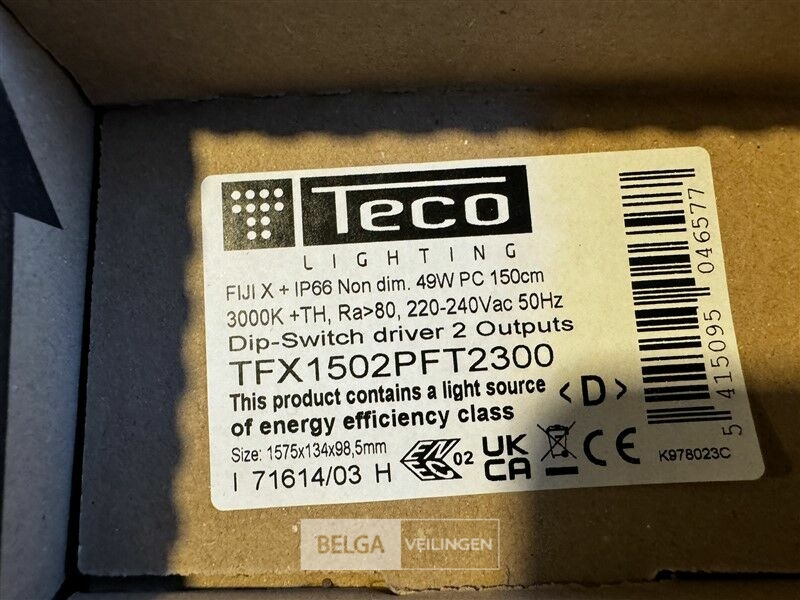 Teco
LIGHTING
FIJI X + IP66 Non dim. 49W PC 150cm
3000K +TH, Ra>80, 220-240Vac 50Hz
Dip-Switch driver 2 Outputs
TFX1502PFT2300
This product contains a light source
of energy efficiency class <D>
Size: 1575x134x98,5mm
I 71614/03 H
ENEC 02
UK
CA
CE
5 415095 046577
K978023C
BELGA VEILINGEN